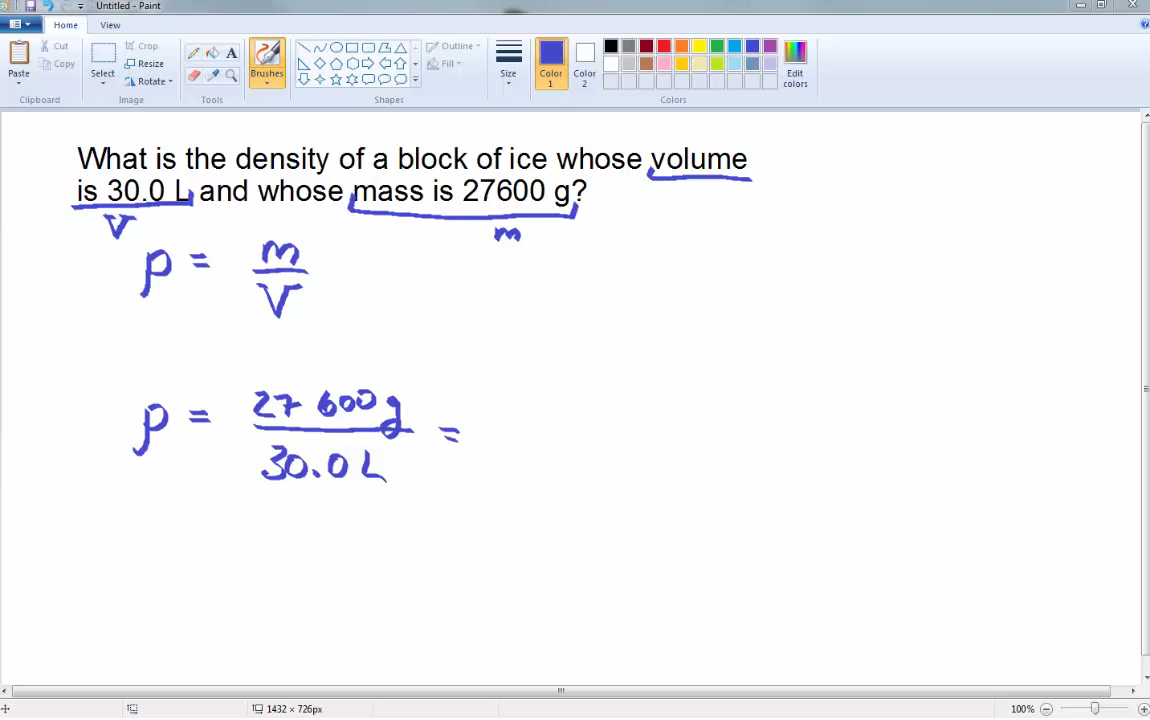 Untitled - Paint
Home View
Cut Crop Outline
Paste Copy Select Resize Brushes Fill Size Color 1 Color 2 Edit colors
Rotate
Clipboard Image Tools Shapes Colors
What is the density of a block of ice whose volume
is 30.0 L and whose mass is 27600 g?
V m
ρ = m/V
ρ = 27 600 g / 30.0 L =
1432 × 726px 100%